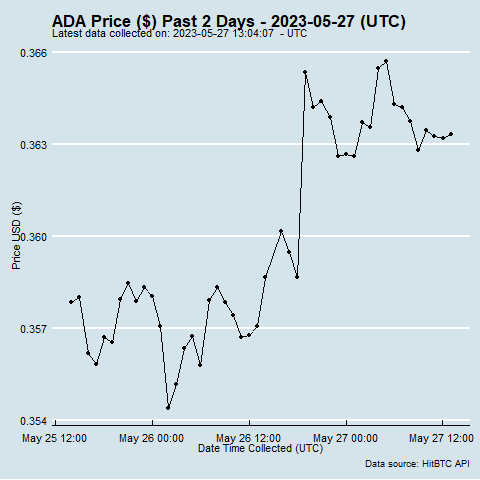 ADA Price ($) Past 2 Days - 2023-05-27 (UTC)
Latest data collected on: 2023-05-27 13:04:07 - UTC
0.366
0.363
0.360
0.357
0.354
Price USD ($)
May 25 12:00 May 26 00:00 May 26 12:00 May 27 00:00 May 27 12:00
Date Time Collected (UTC)
Data source: HitBTC API